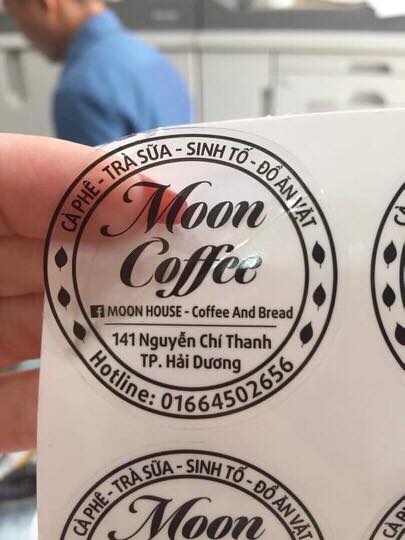 CÀ PHÊ - TRÀ SỮA - SINH TỐ - ĐỒ ĂN VẶT
Moon
Coffee
MOON HOUSE - Coffee And Bread
141 Nguyễn Chí Thanh
TP. Hải Dương
Hotline: 01664502656
CÀ PHÊ - TRÀ SỮA - SINH TỐ - ĐỒ ĂN VẶT
Moon